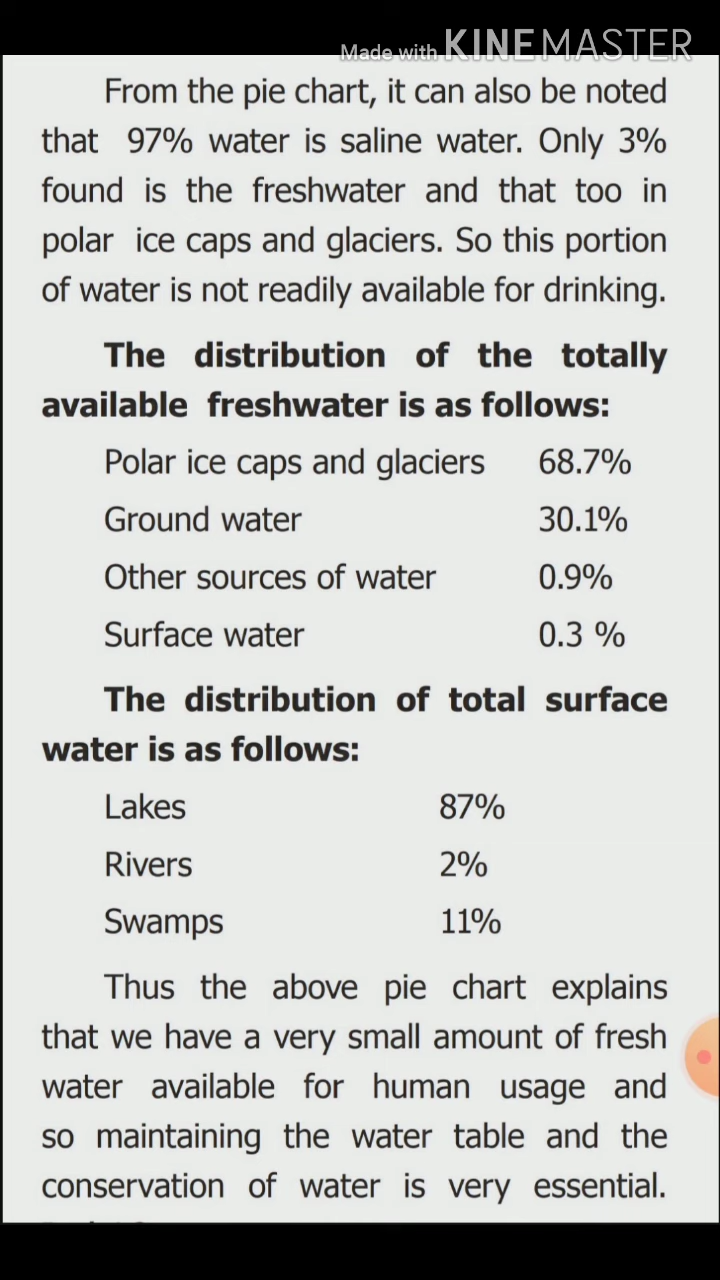 Made with KINEMASTER
From the pie chart, it can also be noted
that 97% water is saline water. Only 3%
found is the freshwater and that too in
polar ice caps and glaciers. So this portion
of water is not readily available for drinking.
The distribution of the totally
available freshwater is as follows:
Polar ice caps and glaciers 68.7%
Ground water 30.1%
Other sources of water 0.9%
Surface water 0.3 %
The distribution of total surface
water is as follows:
Lakes 87%
Rivers 2%
Swamps 11%
Thus the above pie chart explains
that we have a very small amount of fresh
water available for human usage and
so maintaining the water table and the
conservation of water is very essential.